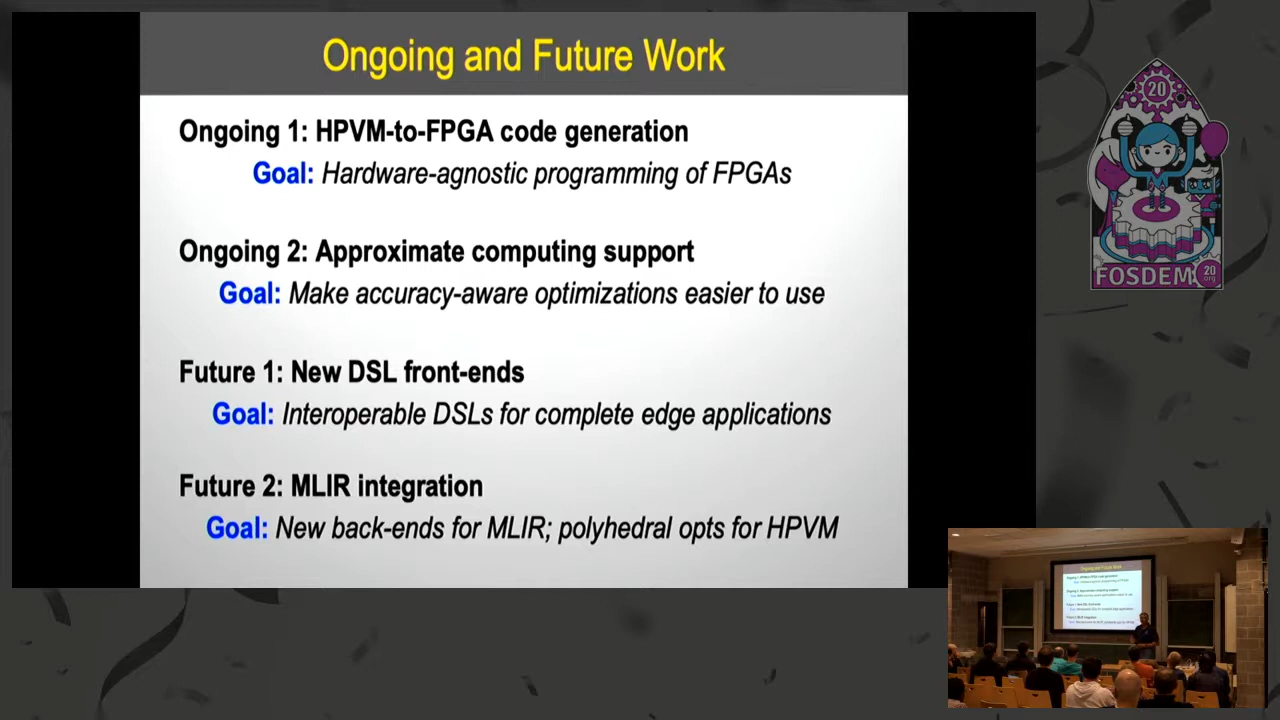 Ongoing and Future Work
Ongoing 1: HPVM-to-FPGA code generation
Goal: Hardware-agnostic programming of FPGAs
Ongoing 2: Approximate computing support
Goal: Make accuracy-aware optimizations easier to use
Future 1: New DSL front-ends
Goal: Interoperable DSLs for complete edge applications
Future 2: MLIR integration
Goal: New back-ends for MLIR; polyhedral opts for HPVM
20
FOSDEM
20
.org